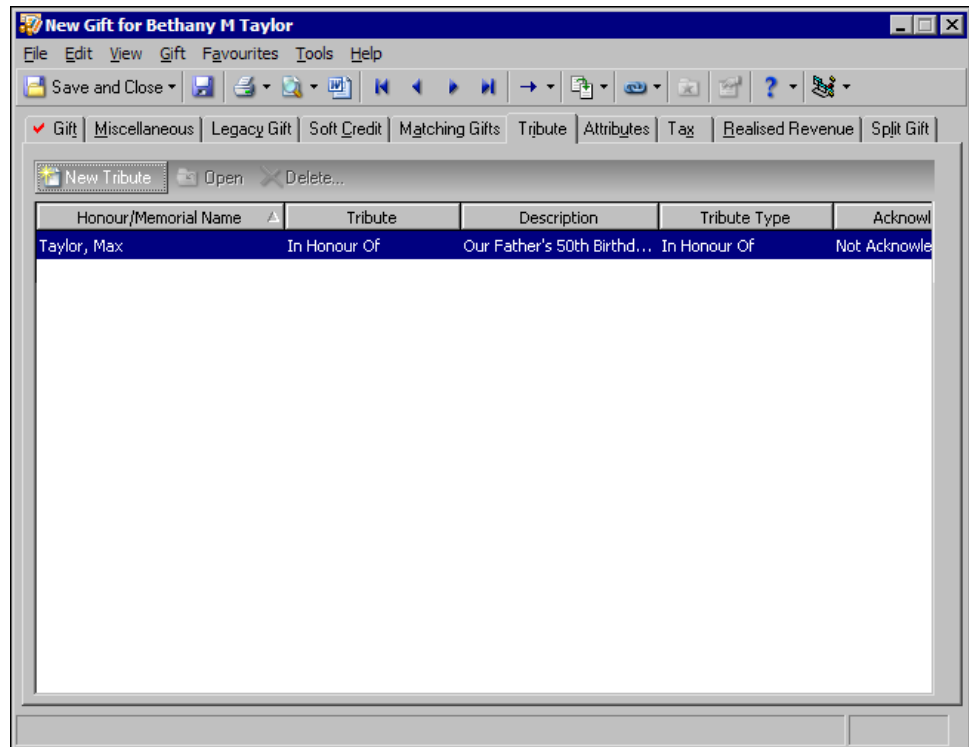 New Gift for Bethany M Taylor
File Edit View Gift Favourites Tools Help
Save and Close
Gift Miscellaneous Legacy Gift Soft Credit Matching Gifts Tribute Attributes Tax Realised Revenue Split Gift
New Tribute Open Delete...
Honour/Memorial Name Tribute Description Tribute Type Acknowl
Taylor, Max In Honour Of Our Father's 50th Birthd... In Honour Of Not Acknowle